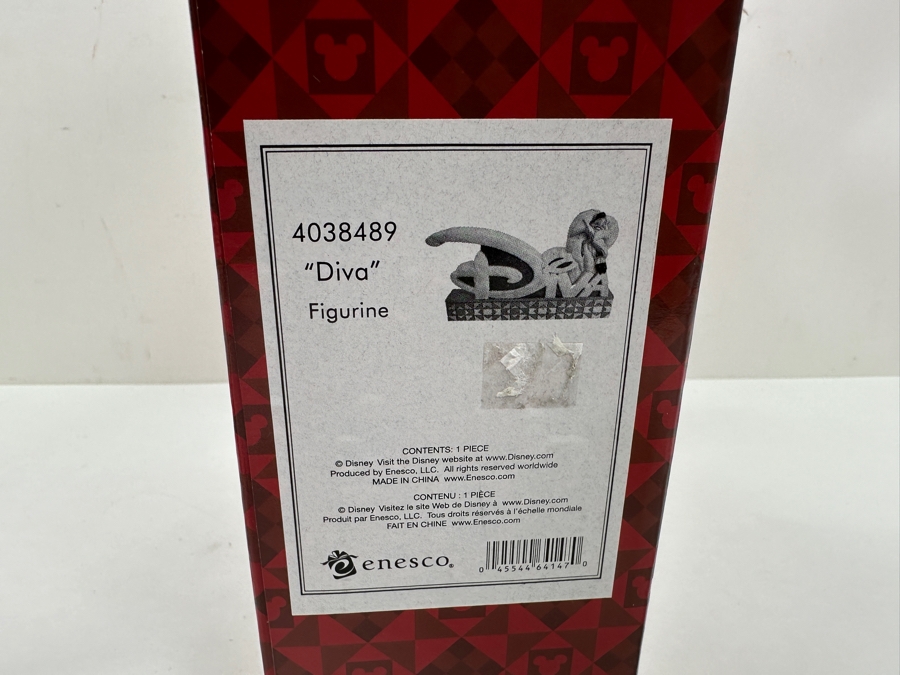 4038489
"Diva"
Figurine
Diva
CONTENTS: 1 PIECE
© Disney Visit the Disney website at www.Disney.com
Produced by Enesco, LLC. All rights reserved worldwide
MADE IN CHINA www.Enesco.com
CONTENU : 1 PIÈCE
© Disney Visitez le site Web de Disney à www.Disney.com
Produit par Enesco, LLC. Tous droits réservés à l'échelle mondiale
FAIT EN CHINE www.Enesco.com
enesco®
0 45544 64147 0